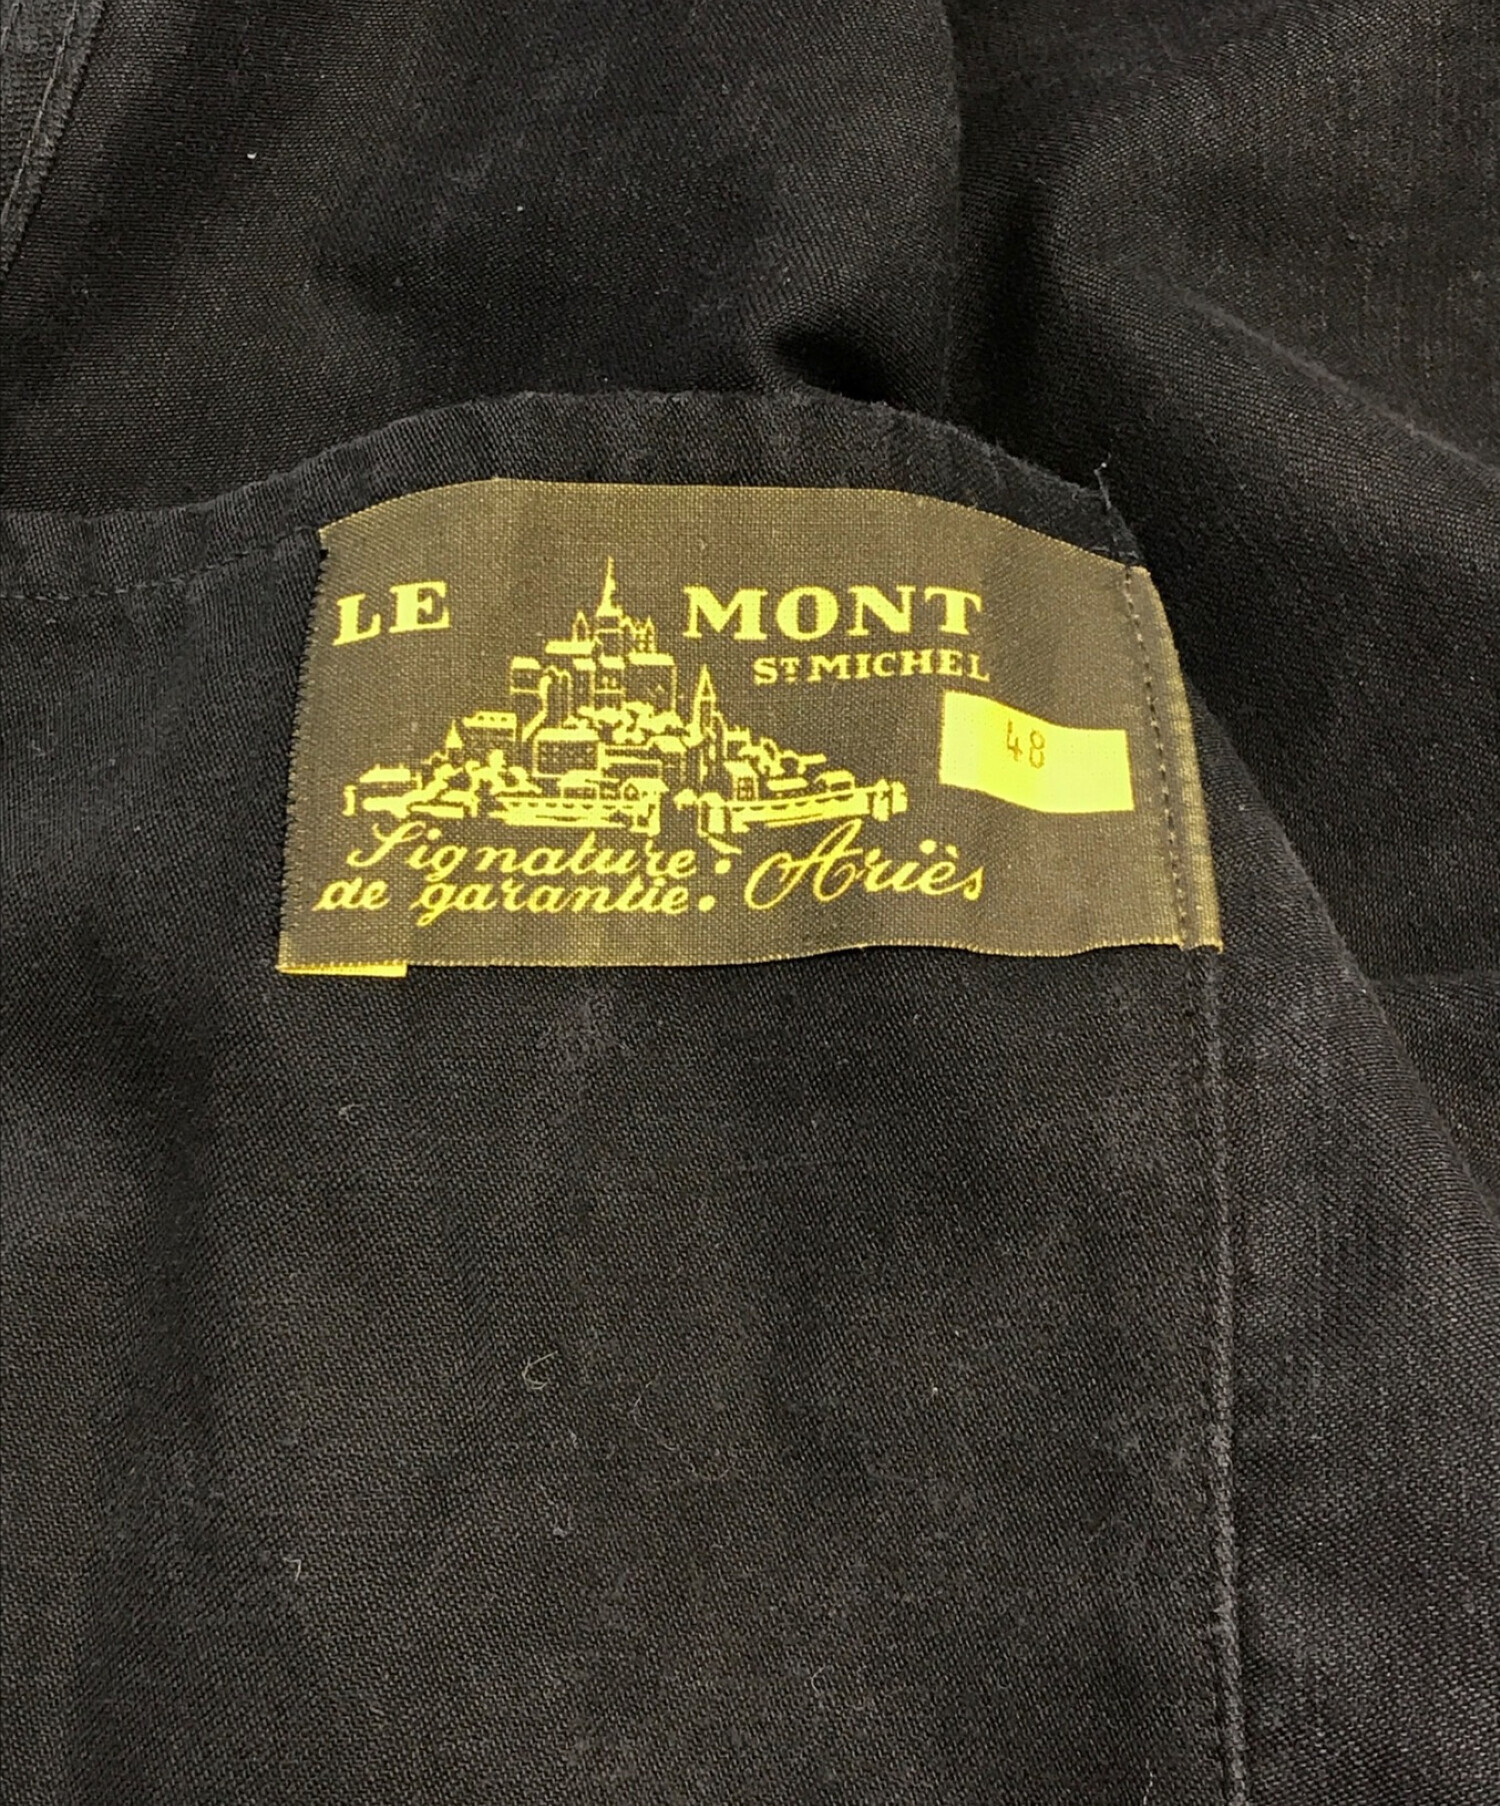 LE MONT
ST MICHEL
48
Signature
de garantie. Ariès